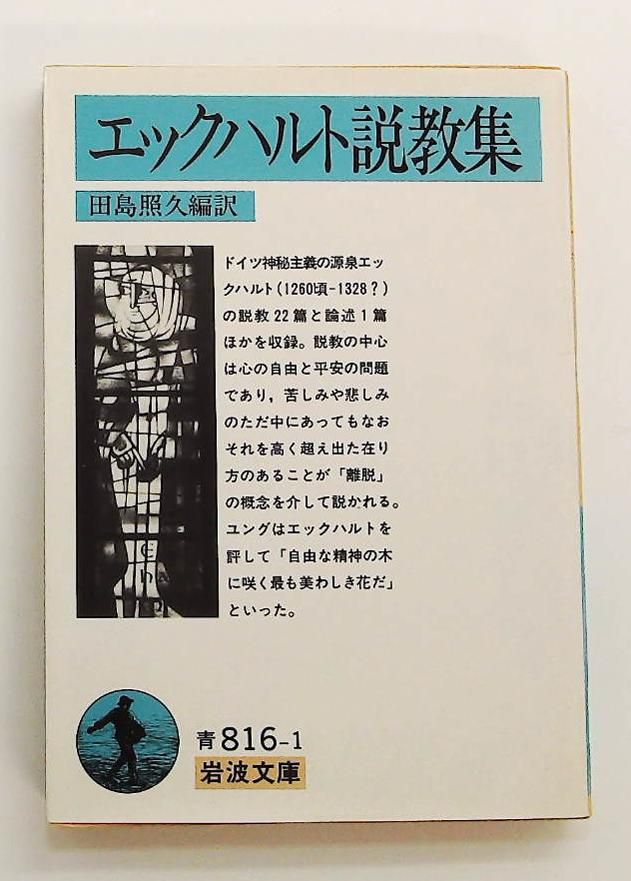 エックハルト説教集
田島照久編訳
ドイツ神秘主義の源泉エッ
クハルト(1260頃-1328?)
の説教22篇と論述1篇
ほかを収録。説教の中心
は心の自由と平安の問題
であり，苦しみや悲しみ
のただ中にあってもなお
それを高く超え出た在り
方のあることが「離脱」
の概念を介して説かれる。
ユングはエックハルトを
評して「自由な精神の木
に咲く最も美わしき花だ」
といった。
青816-1
岩波文庫